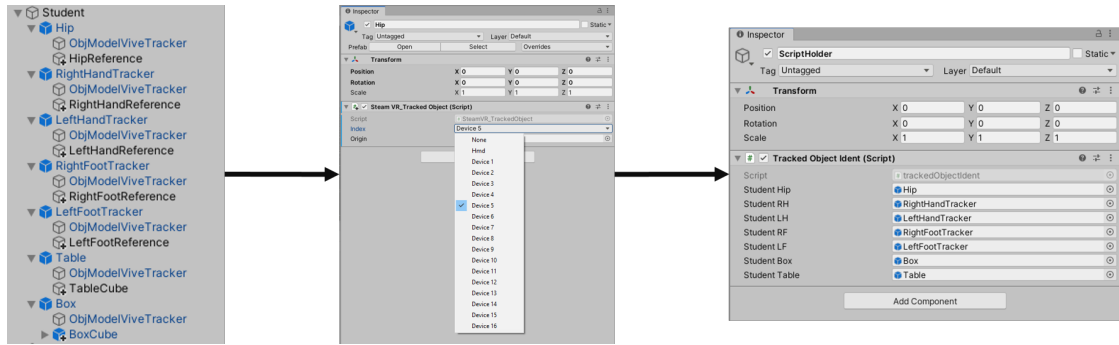 Student
Hip
ObjModelViveTracker
HipReference
RightHandTracker
ObjModelViveTracker
RightHandReference
LeftHandTracker
ObjModelViveTracker
LeftHandReference
RightFootTracker
ObjModelViveTracker
RightFootReference
LeftFootTracker
ObjModelViveTracker
LeftFootReference
Table
ObjModelViveTracker
TableCube
Box
ObjModelViveTracker
BoxCube
Inspector
Hip Static
Tag Untagged Layer Default
Prefab Open Select Overrides
Transform
Position X 0 Y 0 Z 0
Rotation X 0 Y 0 Z 0
Scale X 1 Y 1 Z 1
Steam VR_Tracked Object (Script)
Script SteamVR_TrackedObject
Index Device 5
Origin
None
Hmd
Device 1
Device 2
Device 3
Device 4
Device 5
Device 6
Device 7
Device 8
Device 9
Device 10
Device 11
Device 12
Device 13
Device 14
Device 15
Device 16
Inspector
ScriptHolder Static
Tag Untagged Layer Default
Transform
Position X 0 Y 0 Z 0
Rotation X 0 Y 0 Z 0
Scale X 1 Y 1 Z 1
# Tracked Object Ident (Script)
Script trackedObjectIdent
Student Hip Hip
Student RH RightHandTracker
Student LH LeftHandTracker
Student RF RightFootTracker
Student LF LeftFootTracker
Student Box Box
Student Table Table
Add Component